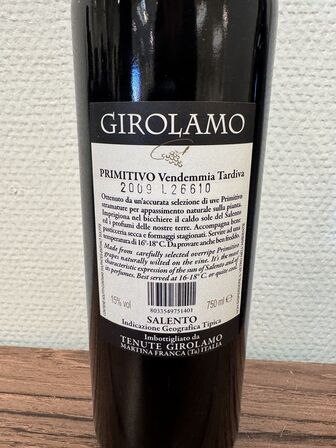 GIROLAMO
PRIMITIVO Vendemmia Tardiva
2009 L26610
Ottenuto da un'accurata selezione di uve Primitivo
stramature per appassimento naturale sulla pianta.
Imprigiona nel bicchiere il caldo sole del Salento
ed i profumi delle nostre terre. Accompagna bene
pasticceria secca e formaggi stagionati. Servire ad una
temperatura di 16°-18° C. Da provare anche ben freddo.
Made from carefully selected overripe Primitivo
grapes naturally wilted on the vine. It's the most
characteristic expression of the sun of Salento and
its perfumes. Best served at 16-18° C. or quite cool.
15% vol
750 ml e
8033549751401
SALENTO
Indicazione Geografica Tipica
Imbottigliato da
TENUTE GIROLAMO
MARTINA FRANCA (Ta) ITALIA